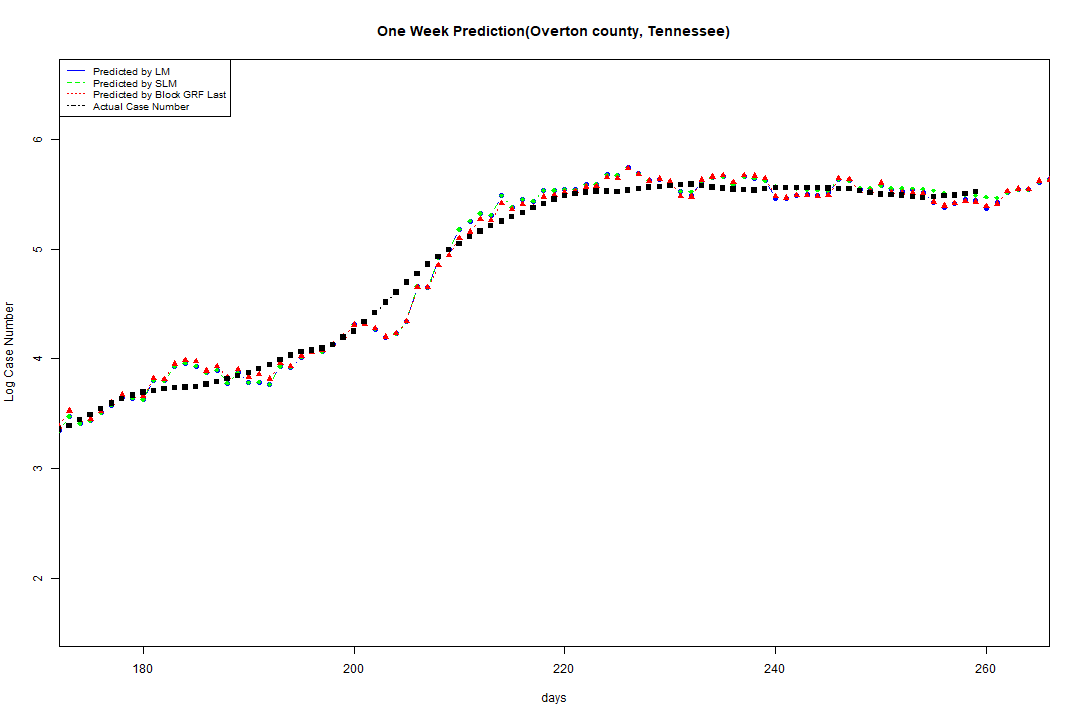 One Week Prediction(Overton county, Tennessee)
Predicted by LM
Predicted by SLM
Predicted by Block GRF Last
Actual Case Number
6
5
4
3
2
Log Case Number
180 200 220 240 260
days